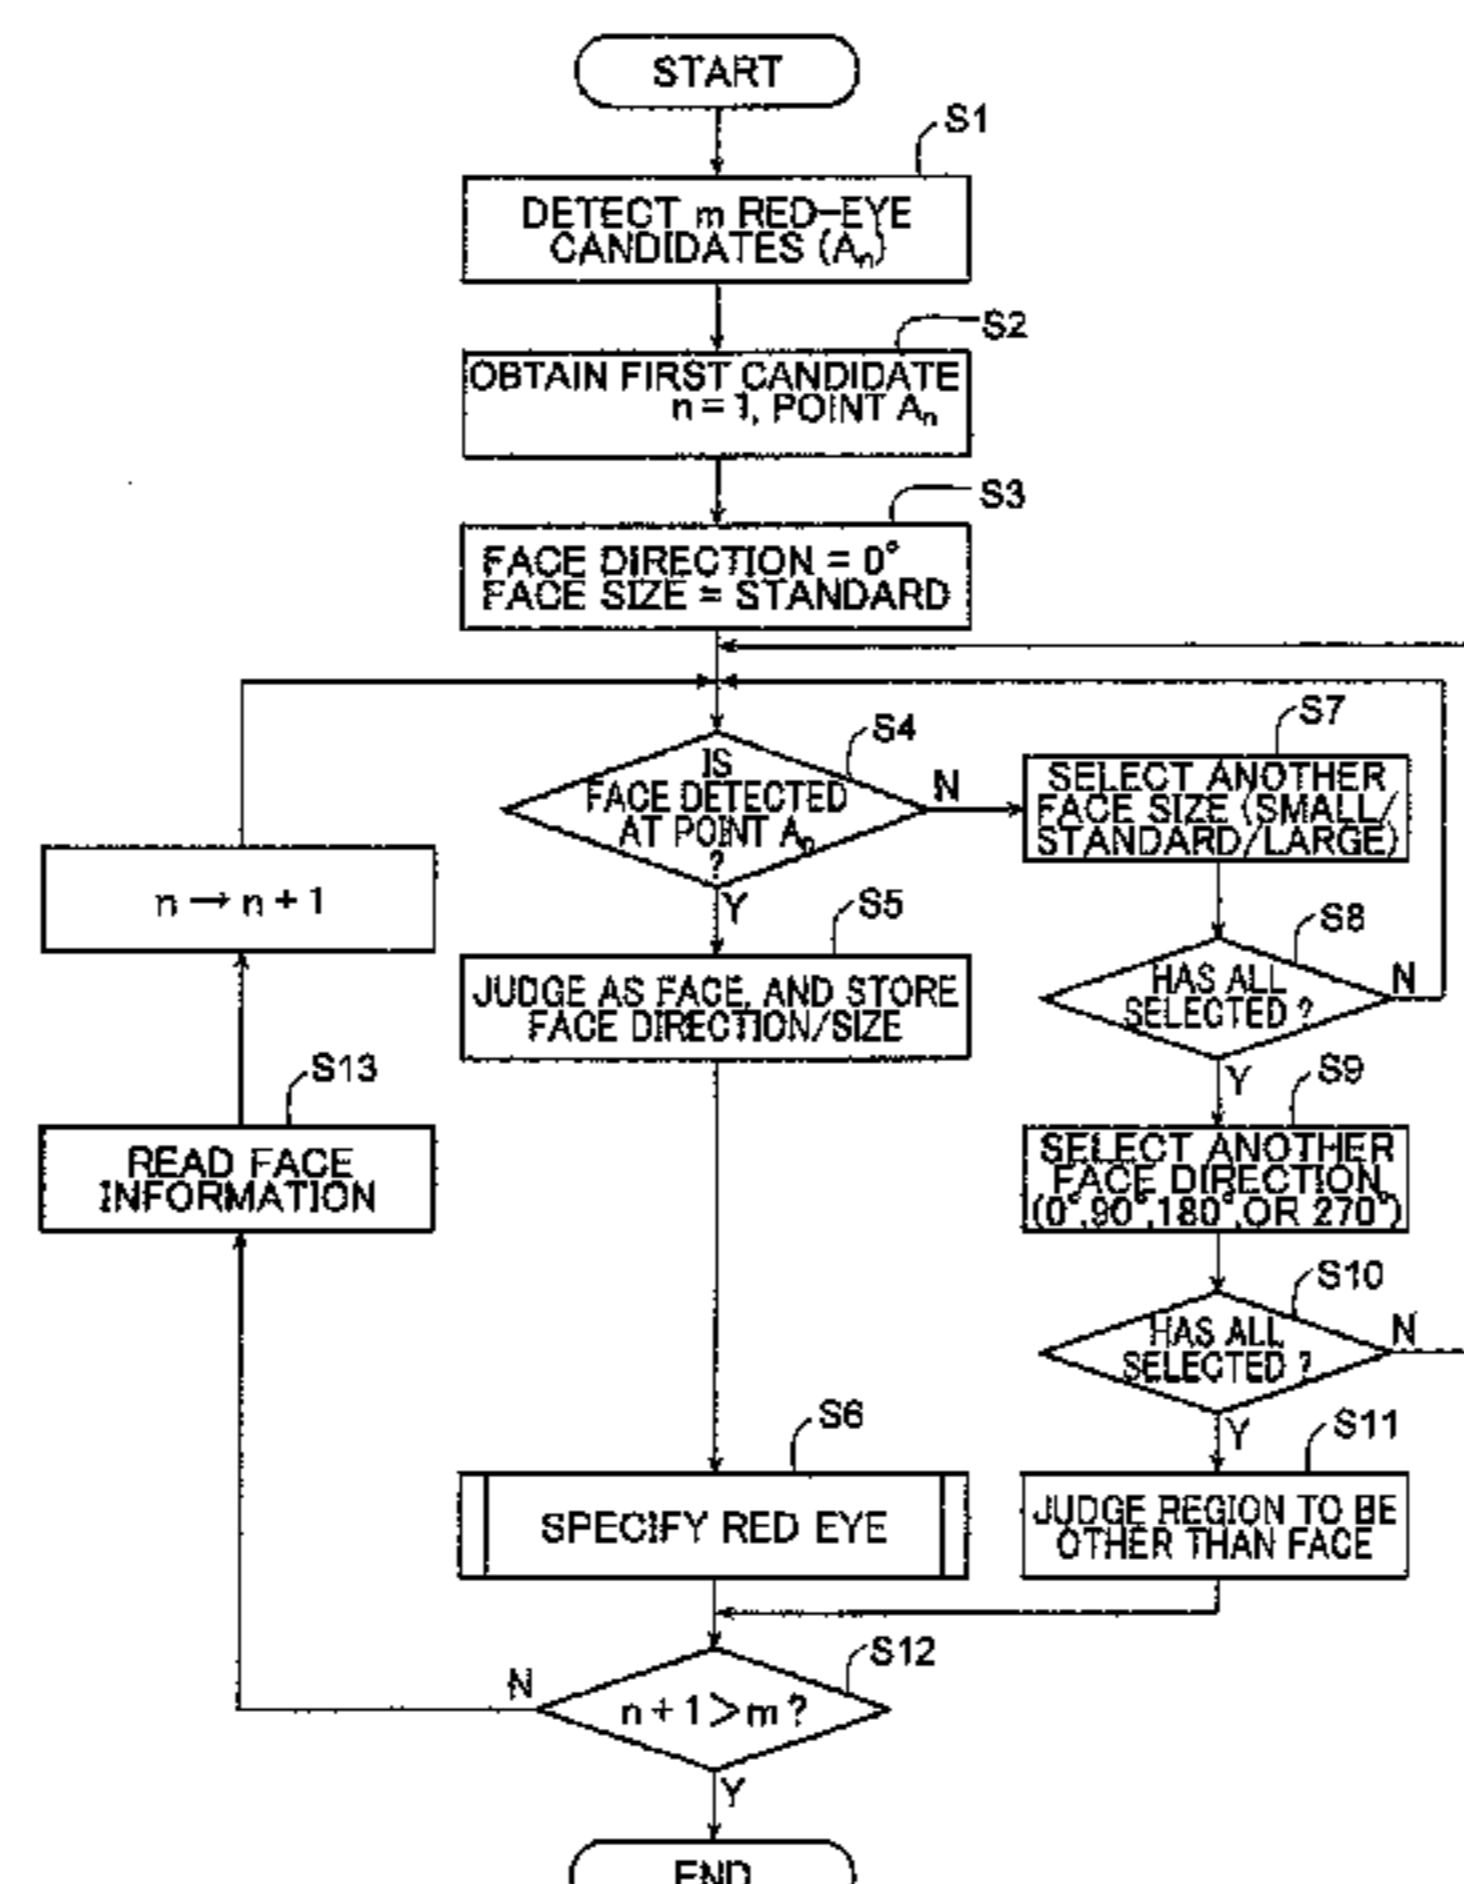 START
S1
DETECT m RED-EYE
CANDIDATES (An)
S2
OBTAIN FIRST CANDIDATE
n = 1, POINT An
S3
FACE DIRECTION = 0°
FACE SIZE = STANDARD
S4
IS
FACE DETECTED
AT POINT An
?
N
Y
S7
SELECT ANOTHER
FACE SIZE (SMALL/
STANDARD/LARGE)
n → n + 1
S5
JUDGE AS FACE, AND STORE
FACE DIRECTION/SIZE
S8
HAS ALL
SELECTED ?
N
Y
S13
READ FACE
INFORMATION
S9
SELECT ANOTHER
FACE DIRECTION
(0°,90°,180°,OR 270°)
S10
HAS ALL
SELECTED ?
N
Y
S6
SPECIFY RED EYE
S11
JUDGE REGION TO BE
OTHER THAN FACE
S12
n + 1 > m ?
N
Y
END